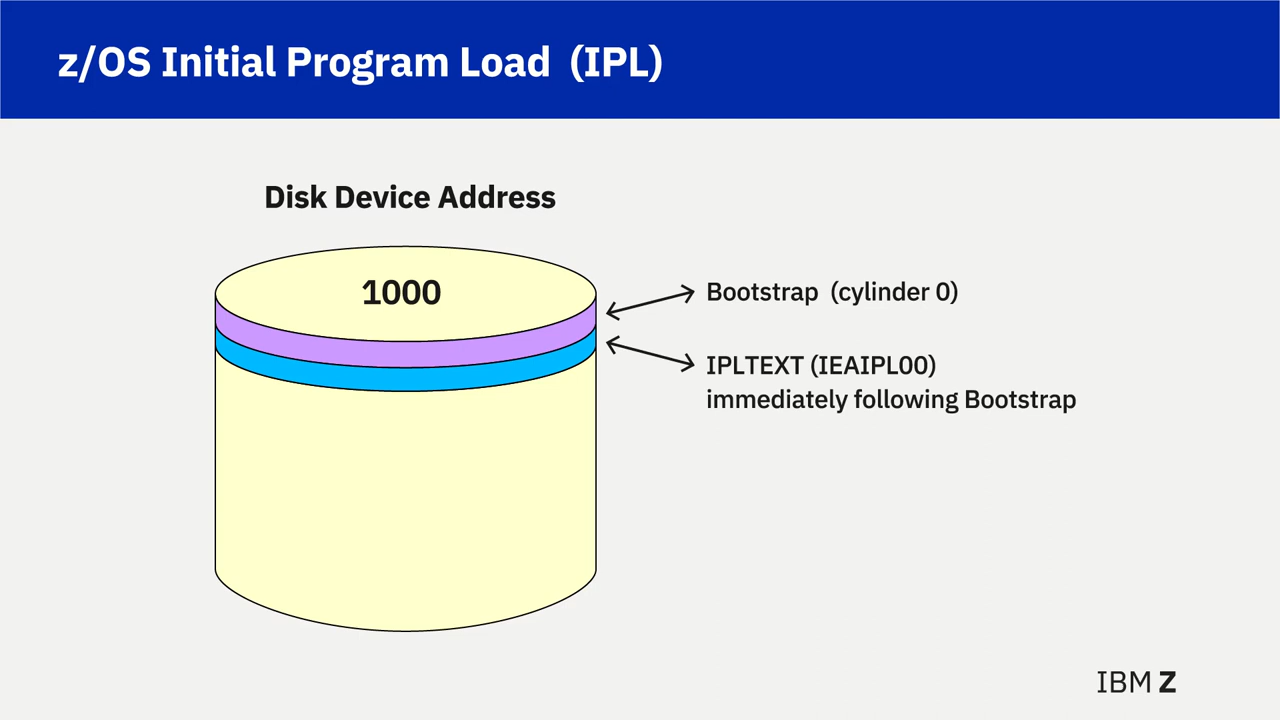 z/OS Initial Program Load (IPL)
Disk Device Address
1000
Bootstrap (cylinder 0)
IPLTEXT (IEAIPL00)
immediately following Bootstrap
IBM Z